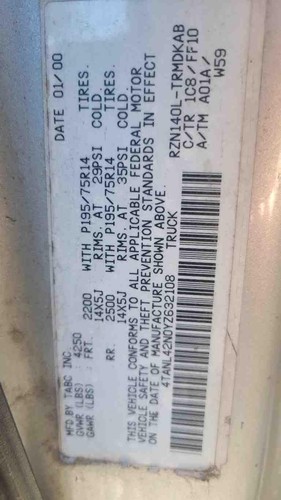 MFD BY TABC INC DATE 01/00
GVWR (LBS) : 4250
GAWR (LBS) : FRT. 2200 WITH P195/75R14 TIRES.
14X5J RIMS. AT 29PSI COLD.
RR. 2500 WITH P195/75R14 TIRES.
14X5J RIMS. AT 35PSI COLD.
THIS VEHICLE CONFORMS TO ALL APPLICABLE FEDERAL MOTOR
VEHICLE SAFETY AND THEFT PREVENTION STANDARDS IN EFFECT
ON THE DATE OF MANUFACTURE SHOWN ABOVE.
4TANL42N0YZ632108 TRUCK
RZN140L-TRMDKAB
C/TR 1C8/FF10
A/TM A01A/
W59